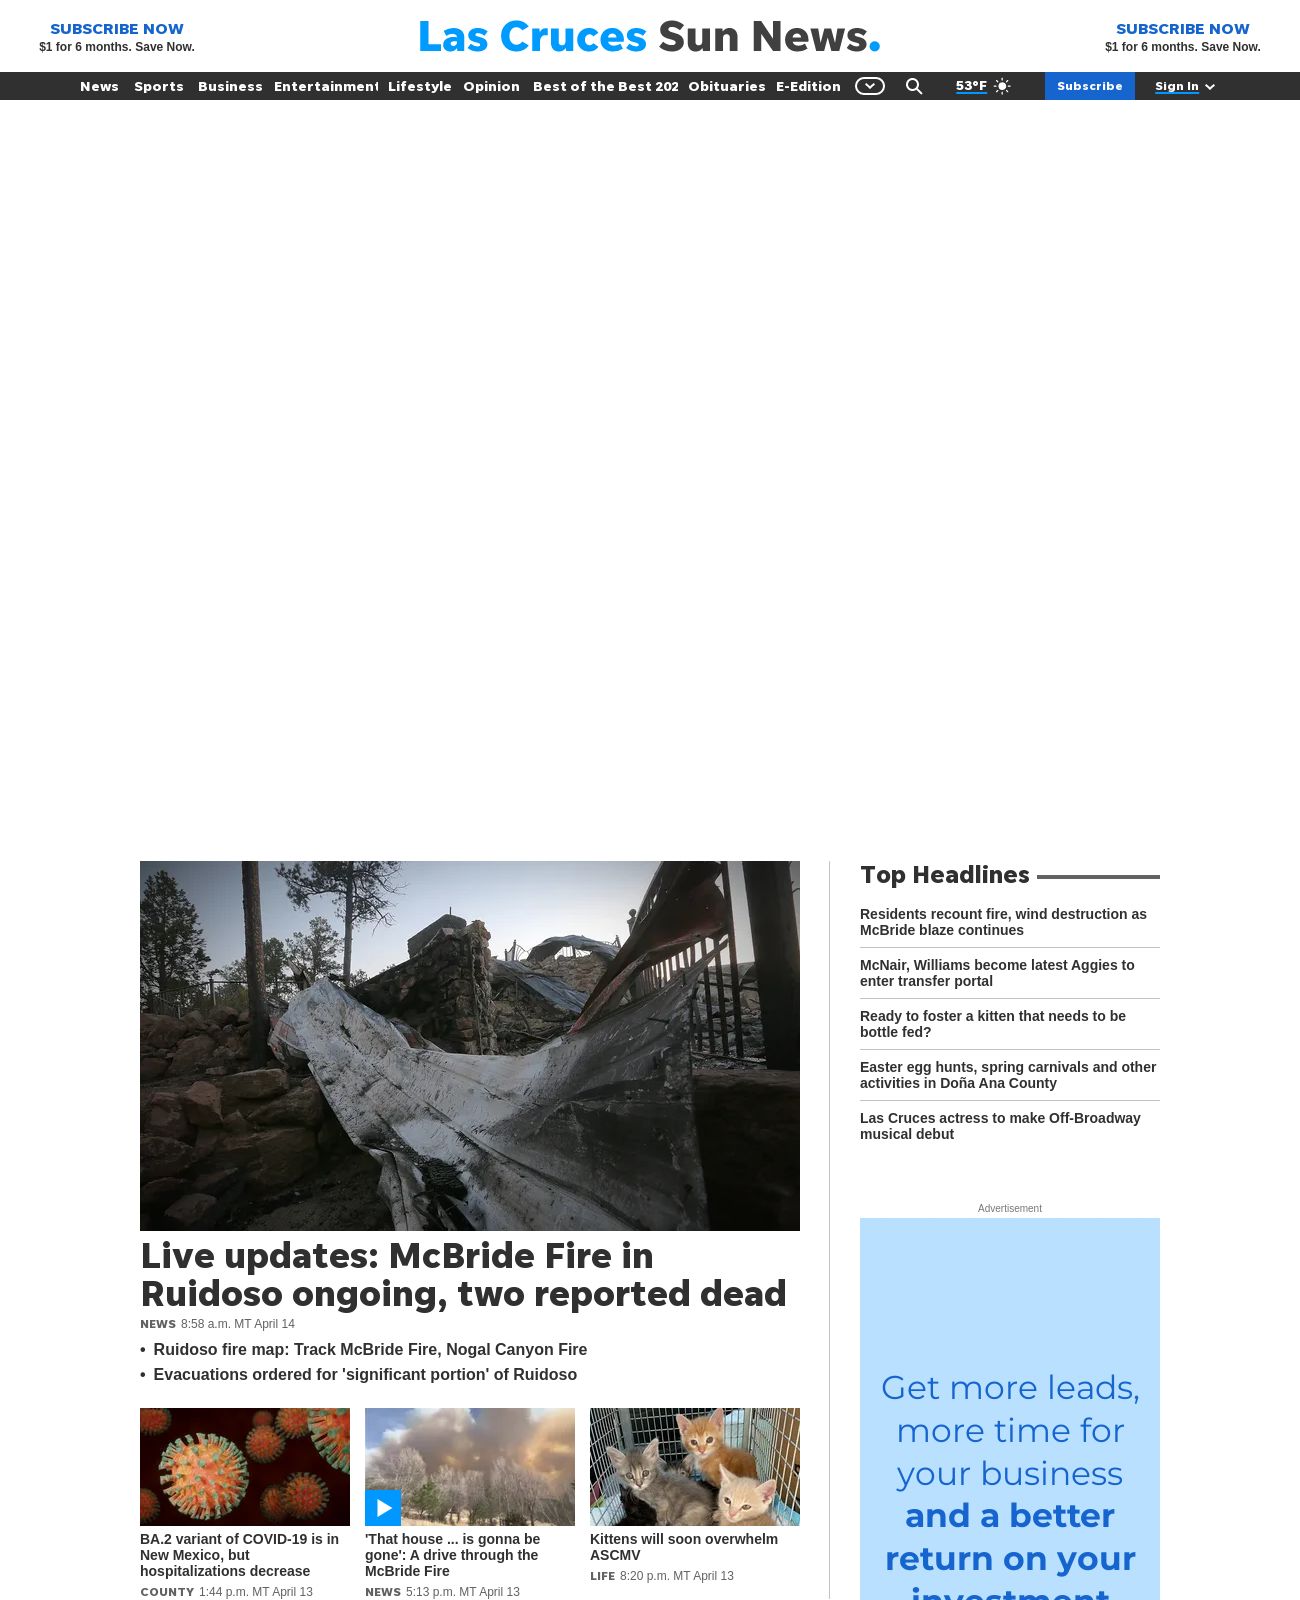 SUBSCRIBE NOW
$1 for 6 months. Save Now.
Las Cruces Sun News.
SUBSCRIBE NOW
$1 for 6 months. Save Now.
News Sports Business Entertainment Lifestyle Opinion Best of the Best 202 Obituaries E-Edition 53°F Subscribe Sign In
Live updates: McBride Fire in
Ruidoso ongoing, two reported dead
NEWS 8:58 a.m. MT April 14
• Ruidoso fire map: Track McBride Fire, Nogal Canyon Fire
• Evacuations ordered for 'significant portion' of Ruidoso
BA.2 variant of COVID-19 is in
New Mexico, but
hospitalizations decrease
COUNTY 1:44 p.m. MT April 13
'That house ... is gonna be
gone': A drive through the
McBride Fire
NEWS 5:13 p.m. MT April 13
Kittens will soon overwhelm
ASCMV
LIFE 8:20 p.m. MT April 13
Top Headlines
Residents recount fire, wind destruction as
McBride blaze continues
McNair, Williams become latest Aggies to
enter transfer portal
Ready to foster a kitten that needs to be
bottle fed?
Easter egg hunts, spring carnivals and other
activities in Doña Ana County
Las Cruces actress to make Off-Broadway
musical debut
Advertisement
Get more leads,
more time for
your business
and a better
return on your
investment